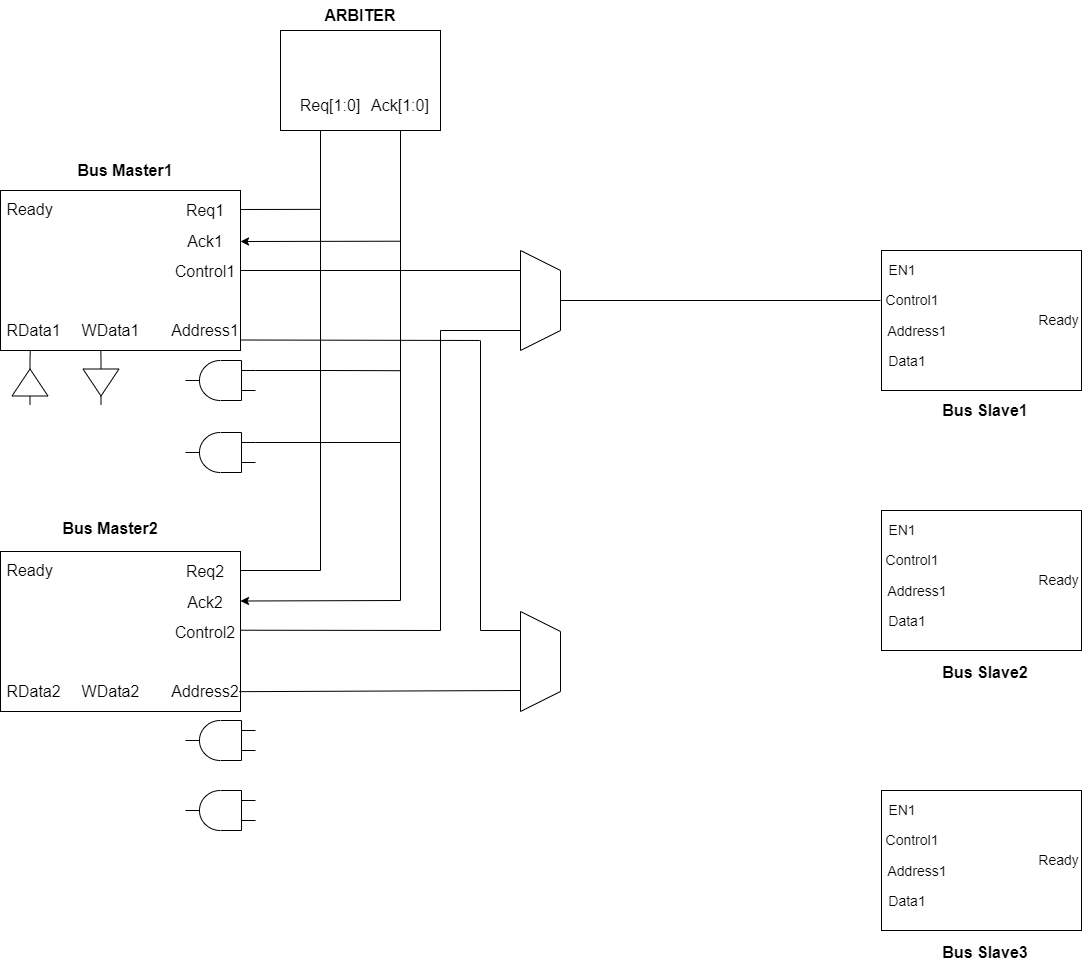 ARBITER
Req[1:0] Ack[1:0]
Bus Master1
Ready
Req1
Ack1
Control1
RData1
WData1
Address1
Bus Master2
Ready
Req2
Ack2
Control2
RData2
WData2
Address2
EN1
Control1
Address1
Data1
Ready
Bus Slave1
EN1
Control1
Address1
Data1
Ready
Bus Slave2
EN1
Control1
Address1
Data1
Ready
Bus Slave3